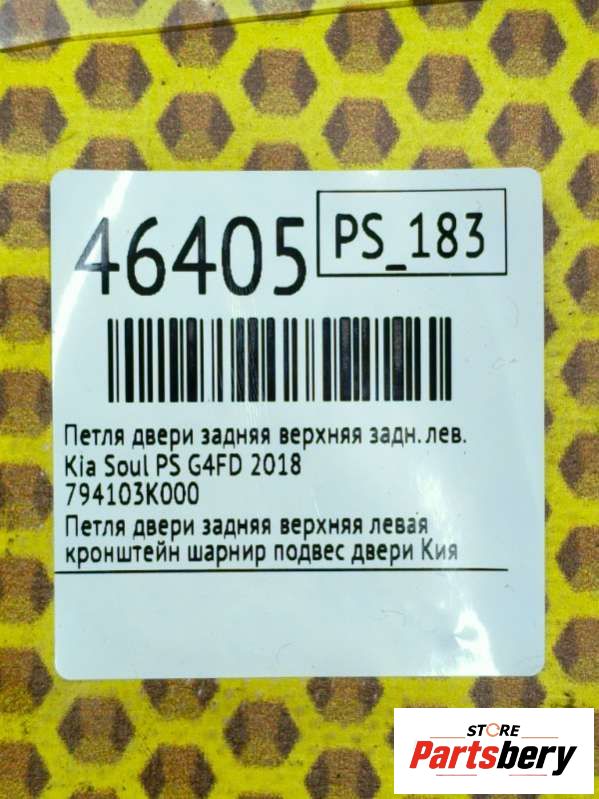 46405
PS_183
Петля двери задняя верхняя задн. лев.
Kia Soul PS G4FD 2018
794103K000
Петля двери задняя верхняя левая
кронштейн шарнир подвес двери Кия
STORE
Partsbery